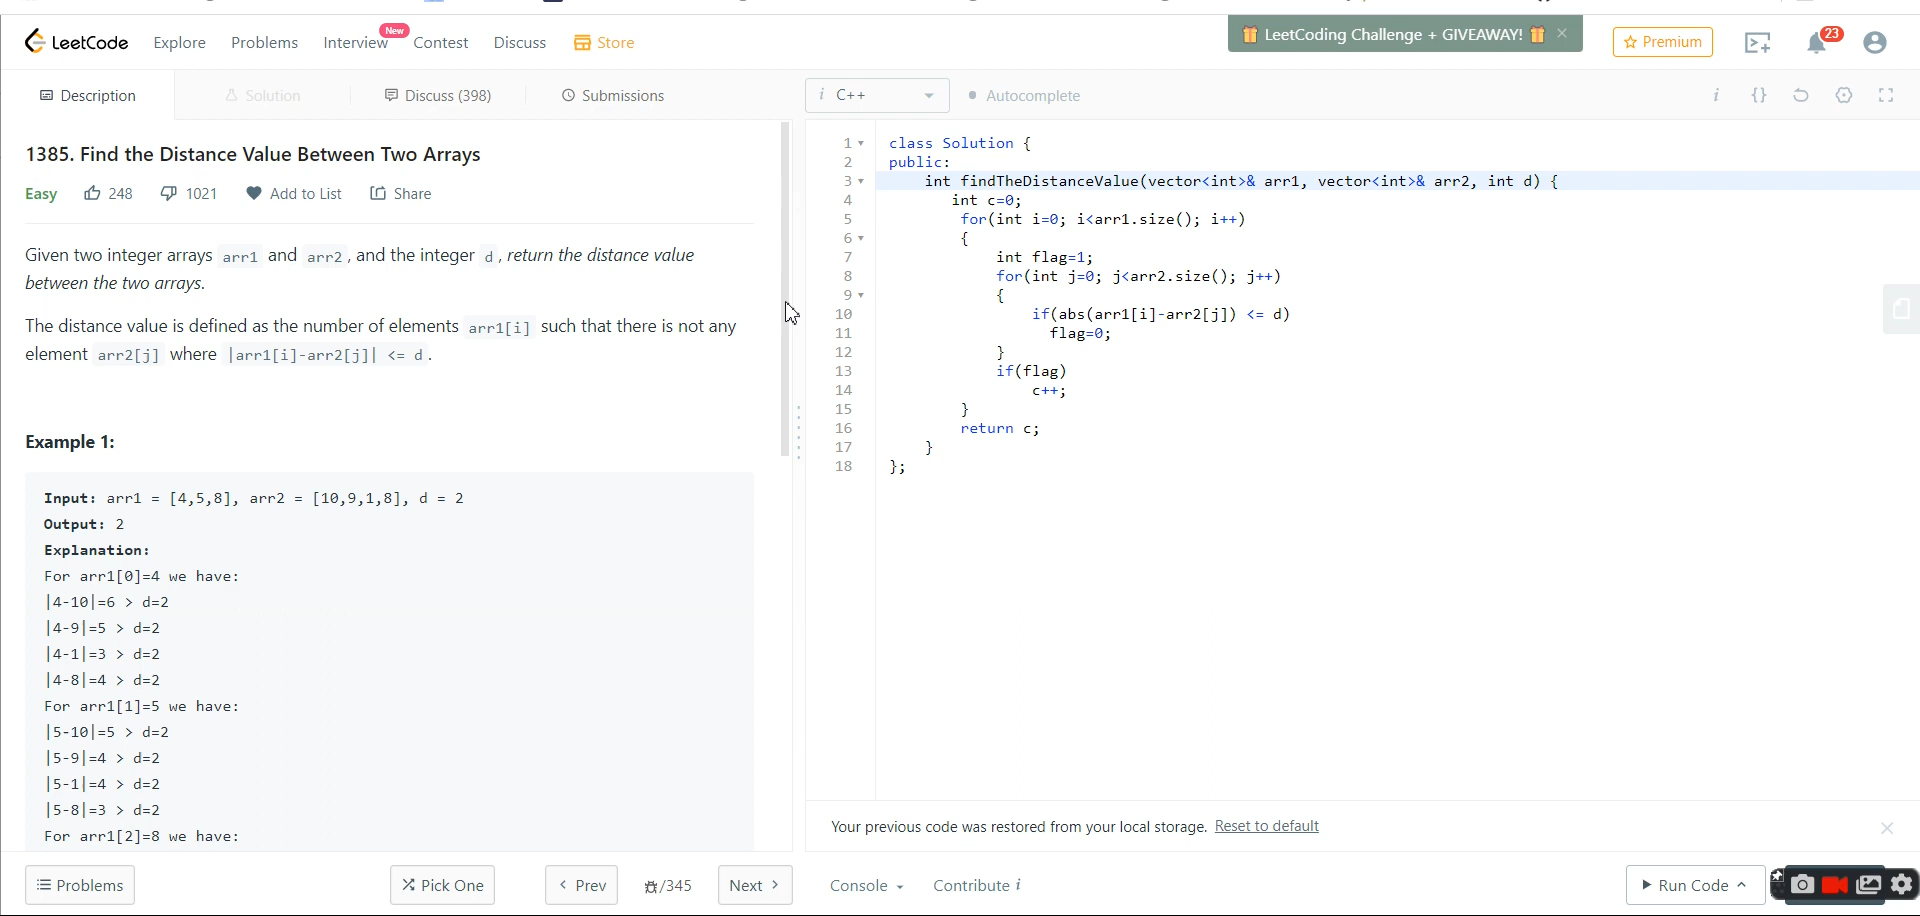 LeetCode Explore Problems Interview New Contest Discuss Store
🎁 LeetCoding Challenge + GIVEAWAY! 🎁 ×
Premium 23
Description Solution Discuss (398) Submissions
i C++ Autocomplete i {}
1385. Find the Distance Value Between Two Arrays
Easy 248 1021 Add to List Share
Given two integer arrays arr1 and arr2, and the integer d, return the distance value
between the two arrays.
The distance value is defined as the number of elements arr1[i] such that there is not any
element arr2[j] where |arr1[i]-arr2[j]| <= d.
Example 1:
Input: arr1 = [4,5,8], arr2 = [10,9,1,8], d = 2
Output: 2
Explanation:
For arr1[0]=4 we have:
|4-10|=6 > d=2
|4-9|=5 > d=2
|4-1|=3 > d=2
|4-8|=4 > d=2
For arr1[1]=5 we have:
|5-10|=5 > d=2
|5-9|=4 > d=2
|5-1|=4 > d=2
|5-8|=3 > d=2
For arr1[2]=8 we have:
1 class Solution {
2 public:
3 int findTheDistanceValue(vector<int>& arr1, vector<int>& arr2, int d) {
4 int c=0;
5 for(int i=0; i<arr1.size(); i++)
6 {
7 int flag=1;
8 for(int j=0; j<arr2.size(); j++)
9 {
10 if(abs(arr1[i]-arr2[j]) <= d)
11 flag=0;
12 }
13 if(flag)
14 c++;
15 }
16 return c;
17 }
18 };
Your previous code was restored from your local storage. Reset to default ×
Problems Pick One < Prev /345 Next > Console Contribute i Run Code